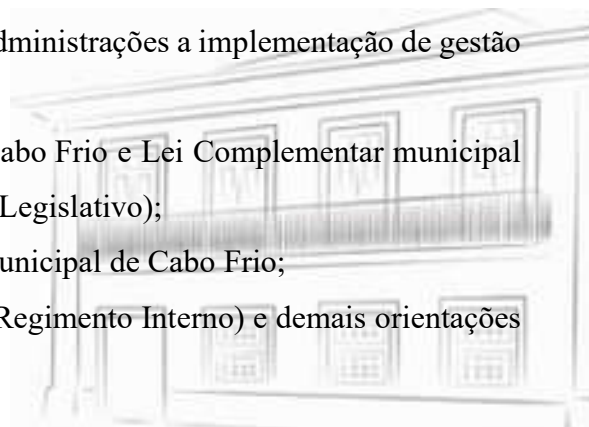 dministrações a implementação de gestão
abo Frio e Lei Complementar municipal
Legislativo);
unicipal de Cabo Frio;
Regimento Interno) e demais orientações